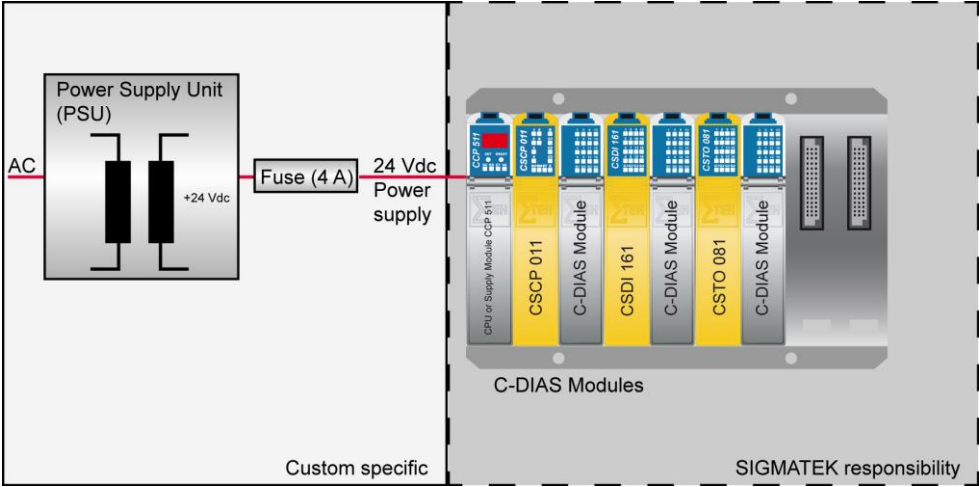 Power Supply Unit
(PSU)
AC
+24 Vdc
Fuse (4 A)
24 Vdc
Power
supply
CCP 511
CSCP 011
CSDI 161
CSTO 081
CPU or Supply Module CCP 511
CSCP 011
C-DIAS Module
CSDI 161
C-DIAS Module
CSTO 081
C-DIAS Module
C-DIAS Modules
Custom specific
SIGMATEK responsibility